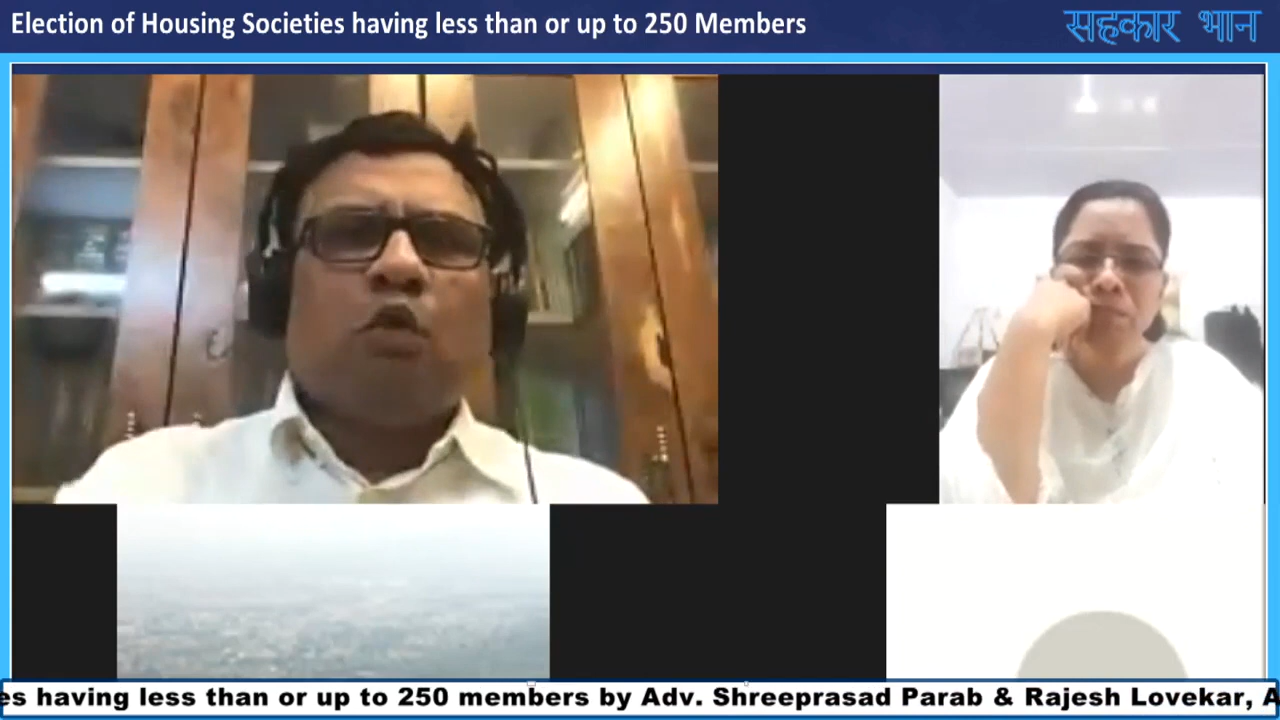 Election of Housing Societies having less than or up to 250 Members
सहकार भान
es having less than or up to 250 members by Adv. Shreeprasad Parab & Rajesh Lovekar, A